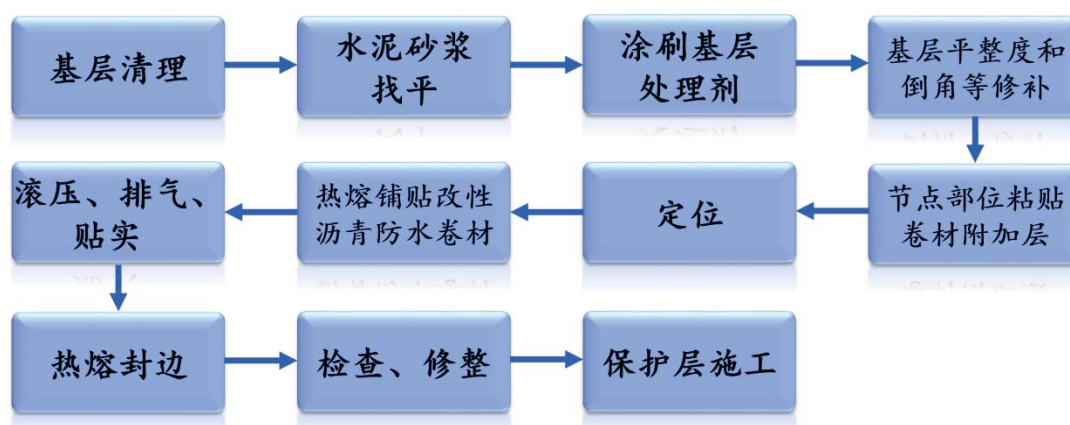 基层清理
水泥砂浆
找平
涂刷基层
处理剂
基层平整度和
倒角等修补
节点部位粘贴
卷材附加层
定位
热熔铺贴改性
沥青防水卷材
滚压、排气、
贴实
热熔封边
检查、修整
保护层施工